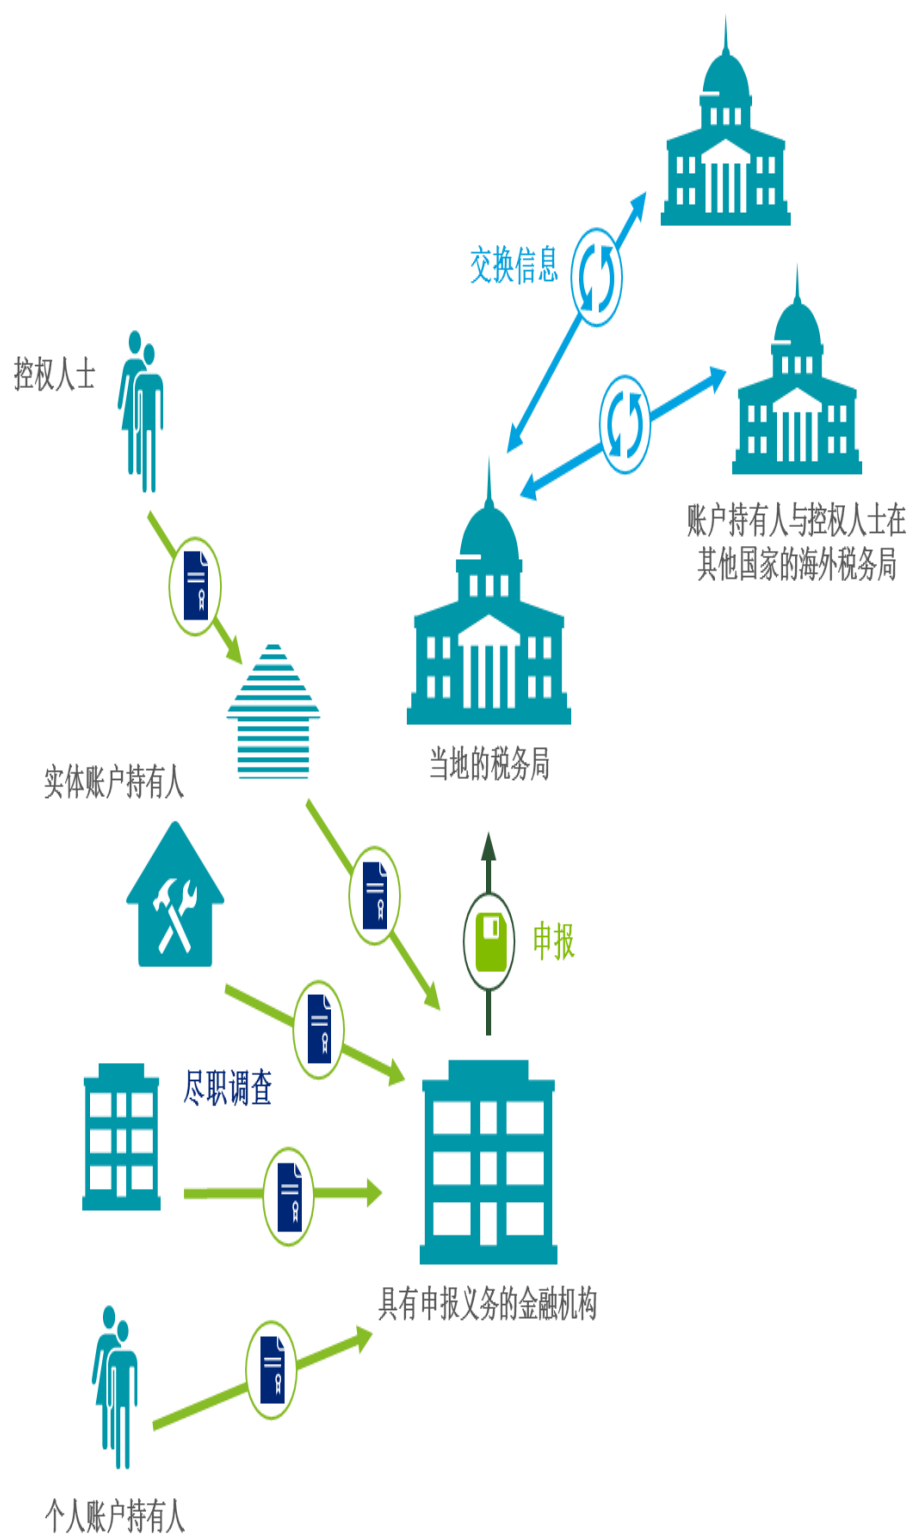 交换信息
控权人士
账户持有人与控权人士在
其他国家的海外税务局
当地的税务局
实体账户持有人
申报
尽职调查
具有申报义务的金融机构
个人账户持有人